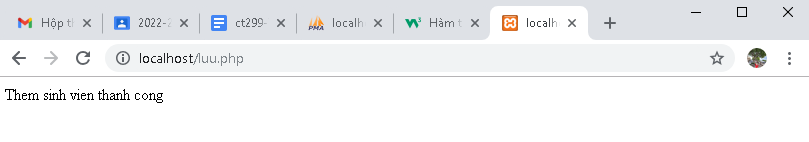 Hộp t
2022-2
ct299-
localh
Hàm t
localh
localhost/luu.php
Them sinh vien thanh cong